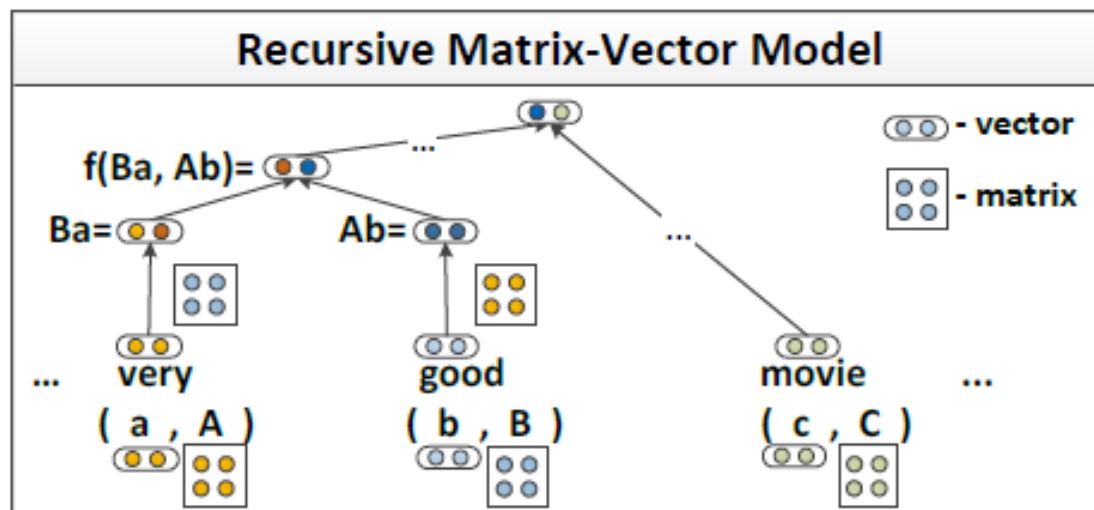 Recursive Matrix-Vector Model
- vector
...
f(Ba, Ab)=
- matrix
Ba=
Ab=
...
... very good movie ...
( a , A ) ( b , B ) ( c , C )